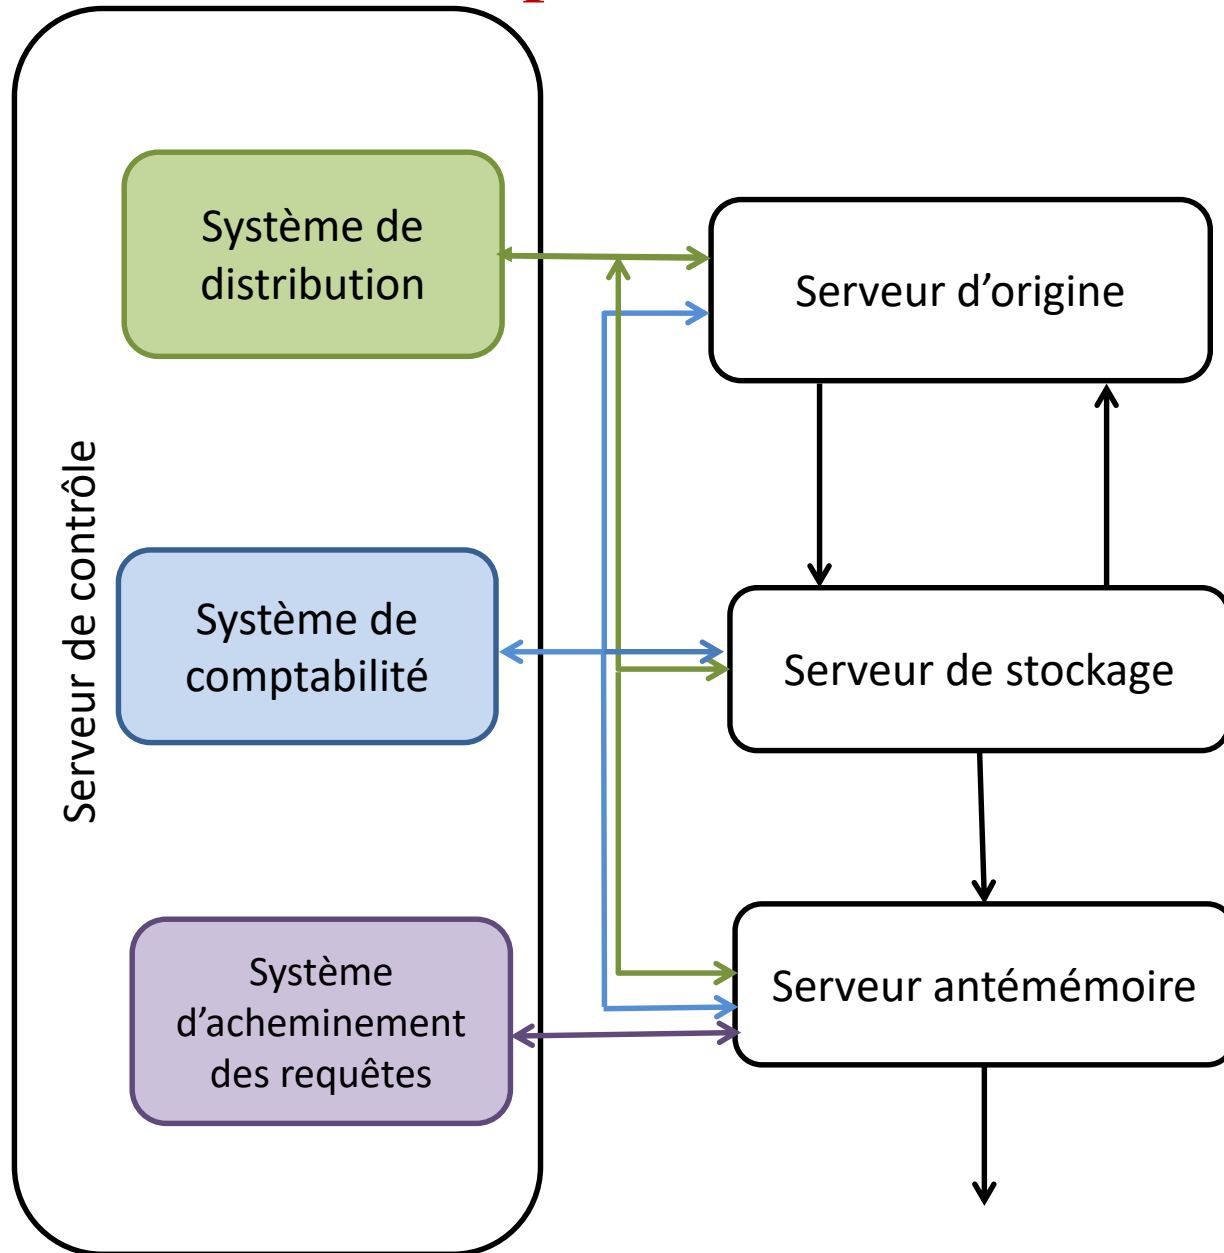 Système de
distribution
Serveur d’origine
Serveur de contrôle
Système de
comptabilité
Serveur de stockage
Système
d’acheminement
des requêtes
Serveur antémémoire